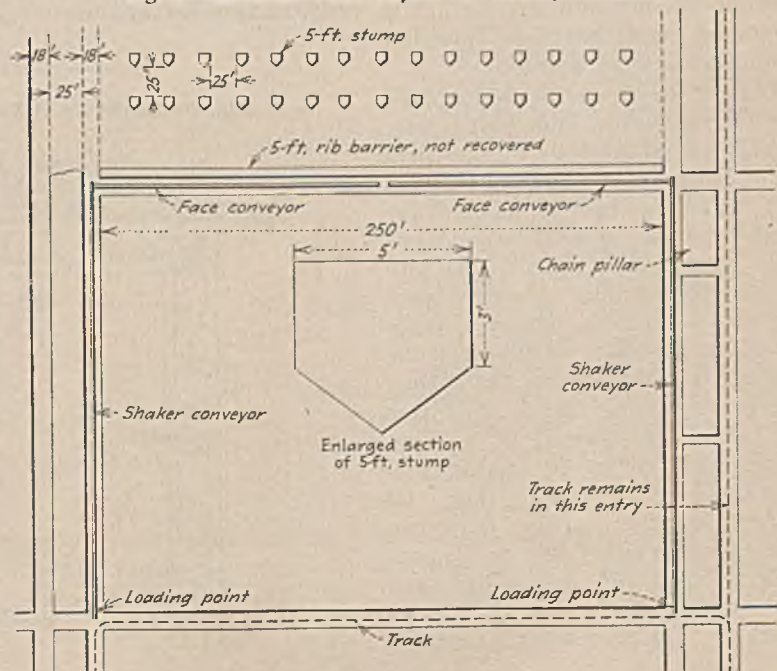 5-ft. stump
18'
18'
25'
25'
25'
5-ft. rib barrier, not recovered
Face conveyor
Face conveyor
250'
5'
Chain pillar
3'
Shaker
conveyor
Shaker conveyor
Enlarged section
of 5-ft. stump
Track remains
in this entry
Loading point
Loading point
Track